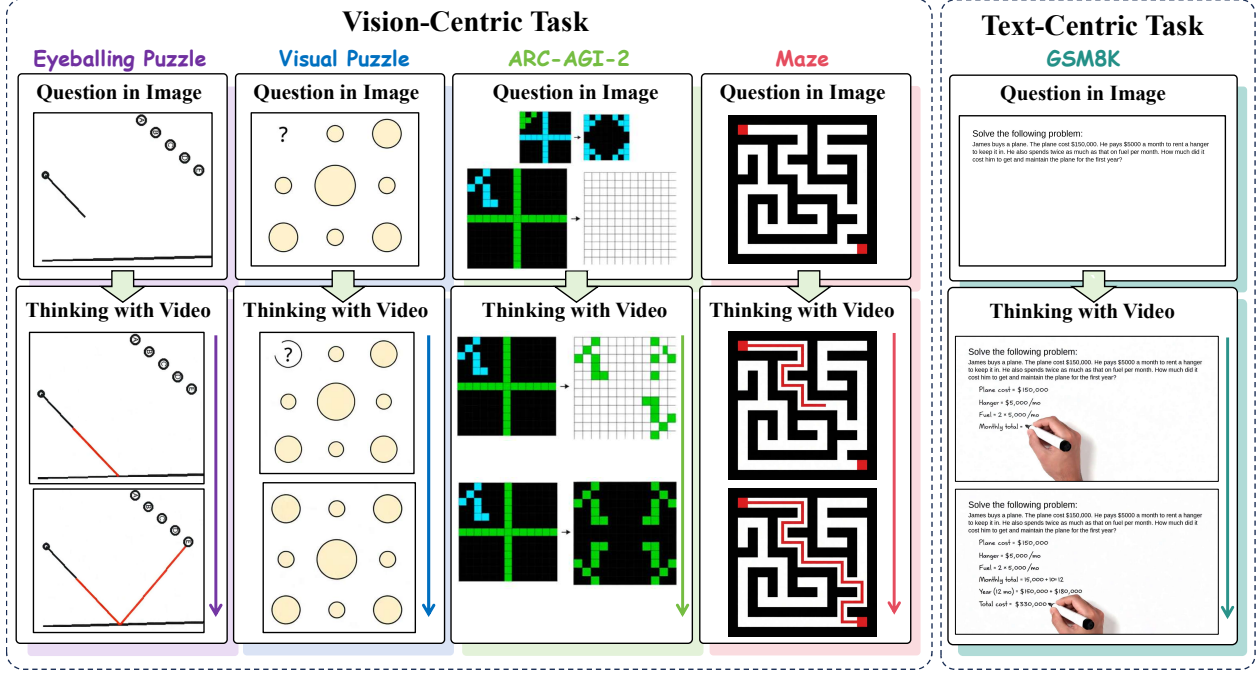 Vision-Centric Task
Eyeballing Puzzle
Question in Image
A
B
C
D
E
Thinking with Video
A
B
C
D
E
A
B
C
D
E
Visual Puzzle
Question in Image
?
Thinking with Video
?
ARC-AGI-2
Question in Image
Thinking with Video
Maze
Question in Image
Thinking with Video
Text-Centric Task
GSM8K
Question in Image
Solve the following problem:
James buys a plane. The plane cost $150,000. He pays $5000 a month to rent a hanger
to keep it in. He also spends twice as much as that on fuel per month. How much did it
cost him to get and maintain the plane for the first year?
Thinking with Video
Solve the following problem:
James buys a plane. The plane cost $150,000. He pays $5000 a month to rent a hanger
to keep it in. He also spends twice as much as that on fuel per month. How much did it
cost him to get and maintain the plane for the first year?
Plane cost = $150,000
Hanger = $5,000/mo
Fuel = 2 × 5,000/mo
Monthly total =
Solve the following problem:
James buys a plane. The plane cost $150,000. He pays $5000 a month to rent a hanger
to keep it in. He also spends twice as much as that on fuel per month. How much did it
cost him to get and maintain the plane for the first year?
Plane cost = $150,000
Hanger = $5,000/mo
Fuel = 2 × 5,000/mo
Monthly total = 15,000 × 10=12
Year (12 mo) = $150,000 + $180,000
Total cost = $330,000